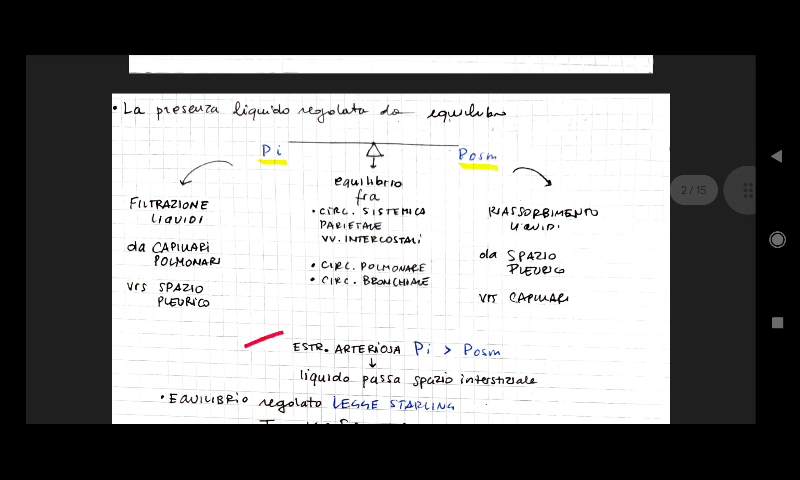 • La presenza liquido regolata da equilibrio
Pi
Posm
equilibrio
fra
• CIRC. SISTEMICA
PARIETALE
VV. INTERCOSTALI
• CIRC. POLMONARE
• CIRC. BRONCHIALE
FILTRAZIONE
LIQUIDI
da CAPILLARI
POLMONARI
vrs SPAZIO
PLEURICO
RIASSORBIMENTO
LIQUIDI
da SPAZIO
PLEURICO
vrs CAPILLARI
2 / 15
ESTR. ARTERIOSA Pi > Posm
liquido passa spazio interstiziale
• EQUILIBRIO regolato LEGGE STARLING